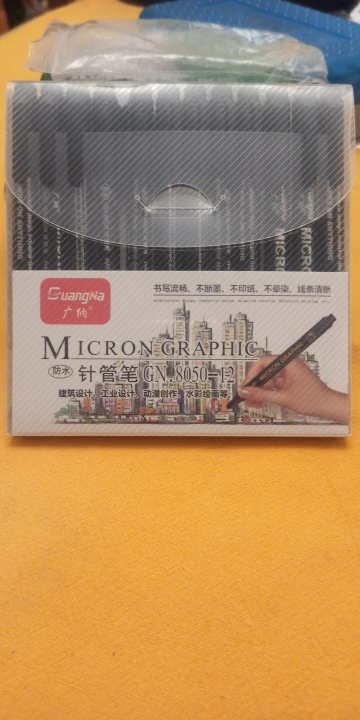 GuangNa
广纳
书写流畅、不断墨、不印纸、不晕染、线条清晰
MICRON GRAPHIC
防水 针管笔 GN 8050-12
建筑设计、工业设计、动漫创作、水彩绘画等
MICRON GRAPHIC